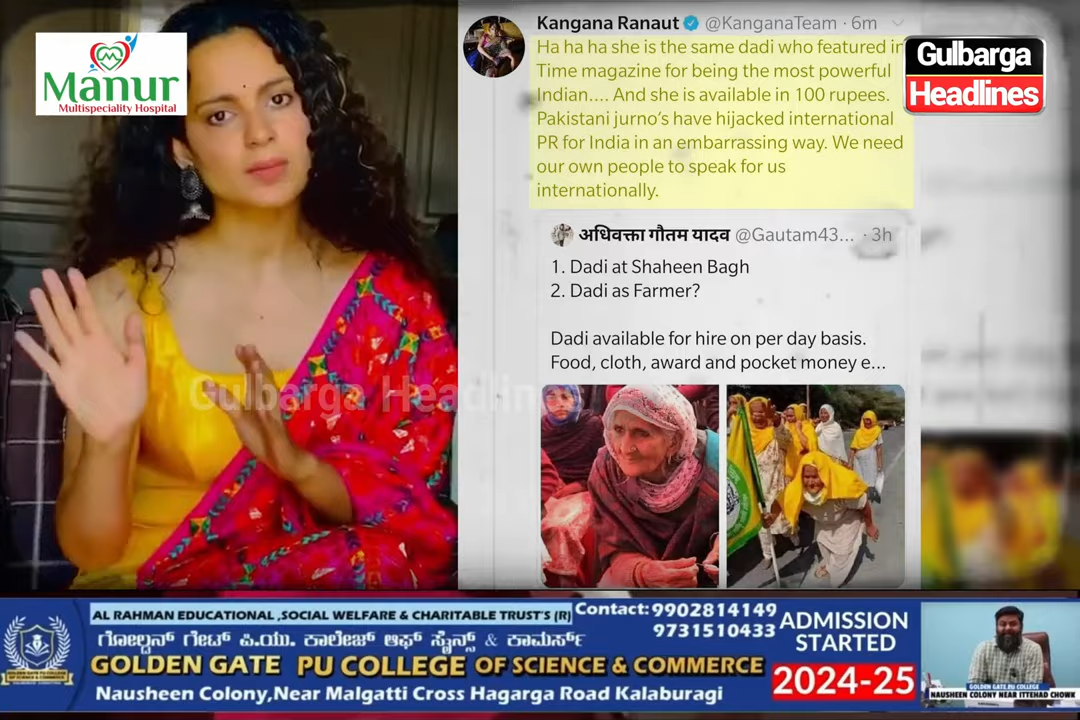 Manur
Multispeciality Hospital
Kangana Ranaut @KanganaTeam · 6m
Ha ha ha she is the same dadi who featured in
Time magazine for being the most powerful
Indian.... And she is available in 100 rupees.
Pakistani jurno's have hijacked international
PR for India in an embarrassing way. We need
our own people to speak for us
internationally.
Gulbarga
Headlines
अधिवक्ता गौतम यादव @Gautam43... · 3h
1. Dadi at Shaheen Bagh
2. Dadi as Farmer?
Dadi available for hire on per day basis.
Food, cloth, award and pocket money e...
Gulbarga Headlines
AL RAHMAN EDUCATIONAL ,SOCIAL WELFARE & CHARITABLE TRUST'S (R)
Contact:9902814149
9731510433
ಗೋಲ್ಡನ್ ಗೇಟ್ ಪಿ.ಯು. ಕಾಲೇಜ್ ಆಫ್ ಸೈನ್ಸ್ & ಕಾಮರ್ಸ್
GOLDEN GATE PU COLLEGE OF SCIENCE & COMMERCE
Nausheen Colony,Near Malgatti Cross Hagarga Road Kalaburagi
ADMISSION
STARTED
2024-25
GOLDEN GATE PU COLLEGE
NAUSHEEN COLONY NEAR ITTEHAD CHOWK